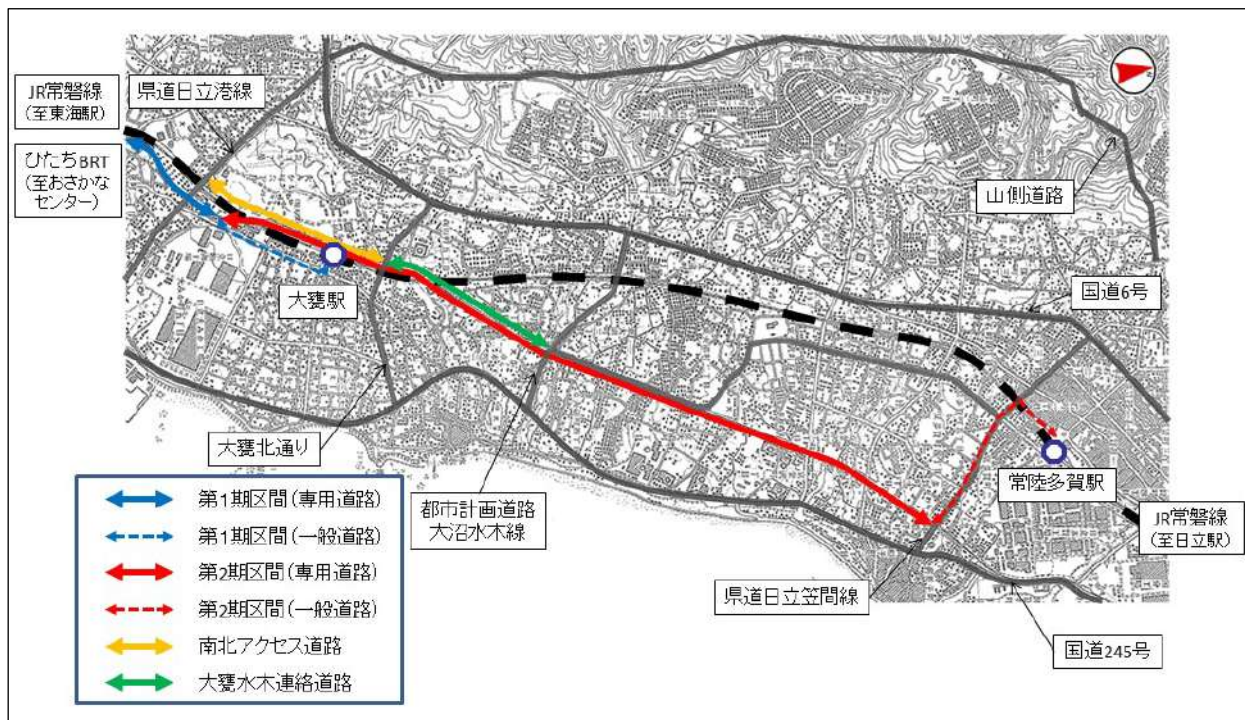 JR常磐線
(至東海駅)
県道日立港線
ひたちBRT
(至おさかな
センター)
山側道路
大甕駅
国道6号
大甕北通り
都市計画道路
大沼水木線
常陸多賀駅
JR常磐線
(至日立駅)
県道日立笠間線
国道245号
第1期区間(専用道路)
第1期区間(一般道路)
第2期区間(専用道路)
第2期区間(一般道路)
南北アクセス道路
大甕水木連絡道路